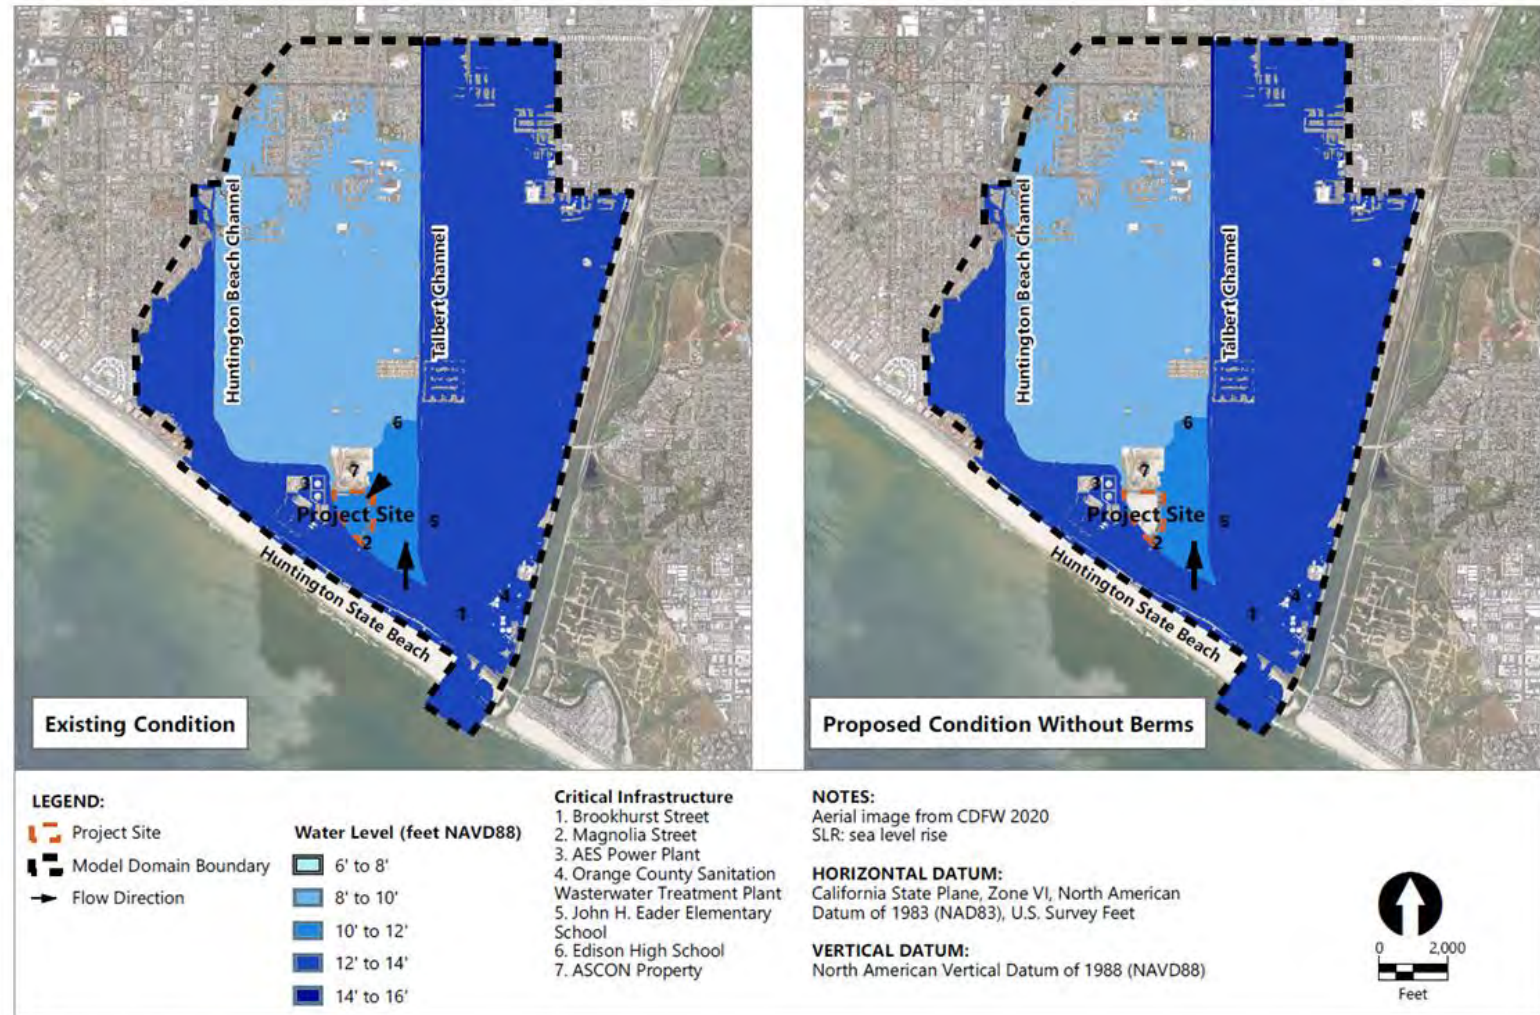 Huntington Beach Channel
Talbert Channel
6
7
3
Project Site
5
2
Huntington State Beach
4
1
Existing Condition
Huntington Beach Channel
Talbert Channel
6
7
3
Project Site
5
2
Huntington State Beach
4
1
Proposed Condition Without Berms
LEGEND:
Project Site
Model Domain Boundary
Flow Direction
Water Level (feet NAVD88)
6' to 8'
8' to 10'
10' to 12'
12' to 14'
14' to 16'
Critical Infrastructure
1. Brookhurst Street
2. Magnolia Street
3. AES Power Plant
4. Orange County Sanitation
Wasterwater Treatment Plant
5. John H. Eader Elementary
School
6. Edison High School
7. ASCON Property
NOTES:
Aerial image from CDFW 2020
SLR: sea level rise
HORIZONTAL DATUM:
California State Plane, Zone VI, North American
Datum of 1983 (NAD83), U.S. Survey Feet
VERTICAL DATUM:
North American Vertical Datum of 1988 (NAVD88)
0 2,000
Feet